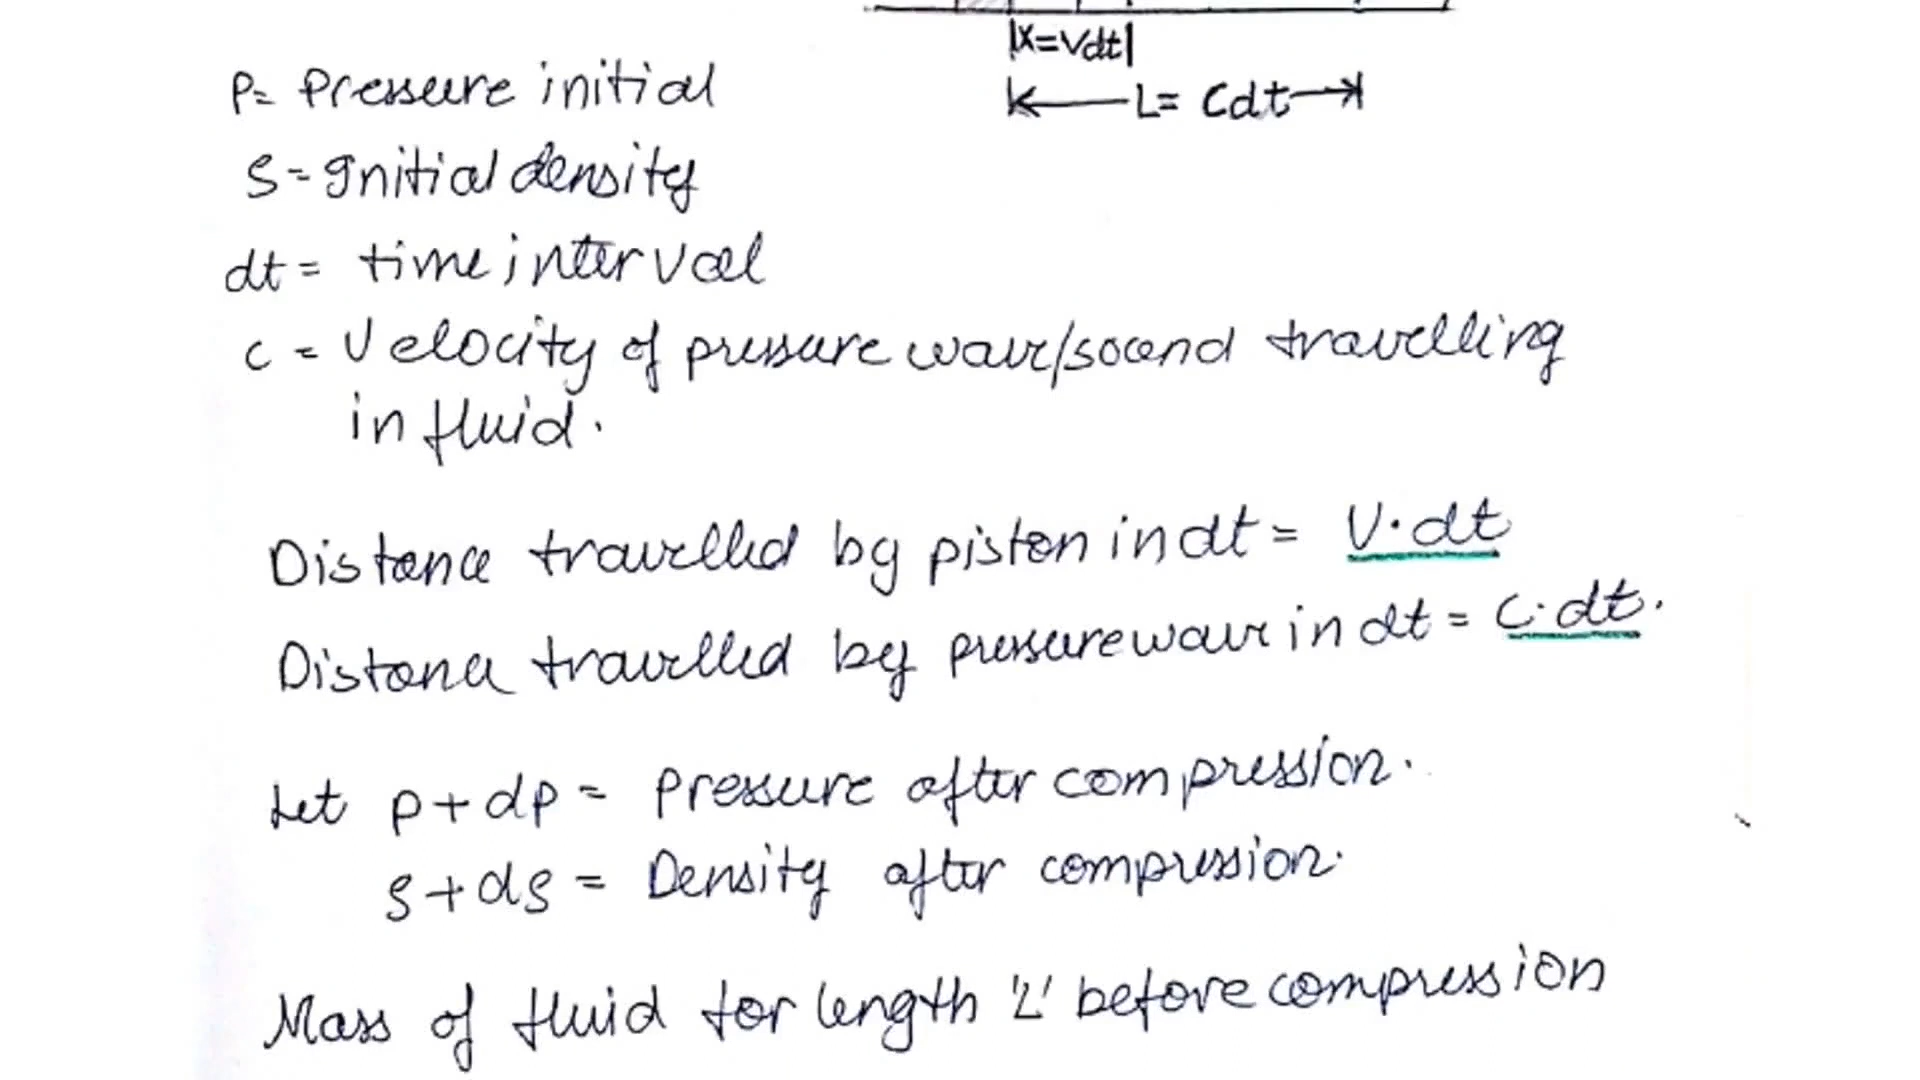 |X=Vdt|
P= Pressure initial
L= Cdt
ρ= Initial density
dt= time interval
C= Velocity of pressure wave/sound travelling
in fluid.
Distance travelled by piston in dt = V·dt
Distance travelled by pressure wave in dt = C·dt.
Let p+dp = Pressure after compression.
ρ+dρ = Density after compression.
Mass of fluid for length 'L' before compression